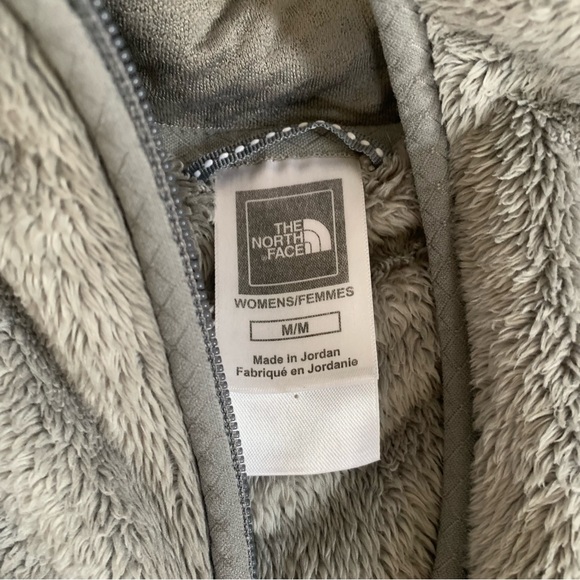 THE
NORTH
FACE
WOMENS/FEMMES
M/M
Made in Jordan
Fabriqué en Jordanie